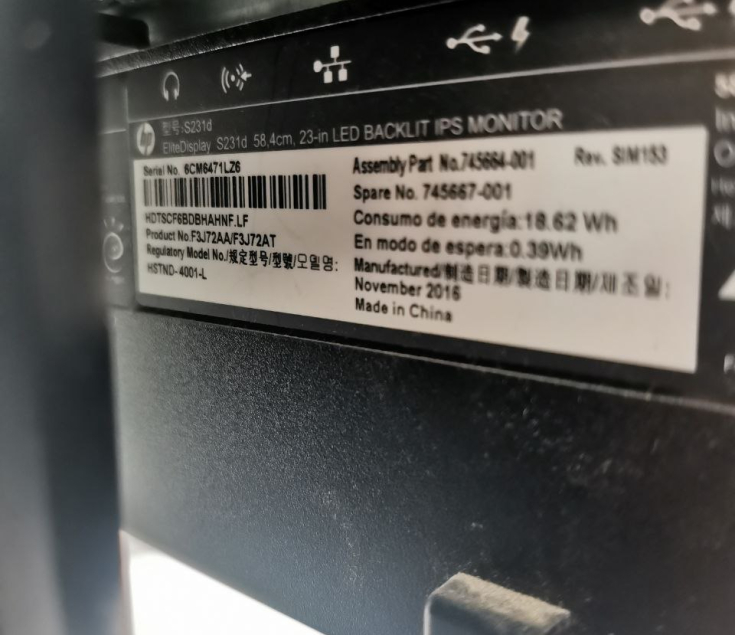 hp
型号:S231d
EliteDisplay S231d 58,4cm, 23-in LED BACKLIT IPS MONITOR
Serial No. 6CM6471LZ6
HDTSCF6BDBHAHNF.LF
Product No.F3J72AA/F3J72AT
Regulatory Model No./规定型号/型號/모델명:
HSTND-4001-L
Assembly Part No.745664-001 Rev. SIM1S3
Spare No. 745667-001
Consumo de energía:18.62 Wh
En modo de espera:0.39Wh
Manufactured/制造日期/製造日期/제조일:
November 2016
Made in China